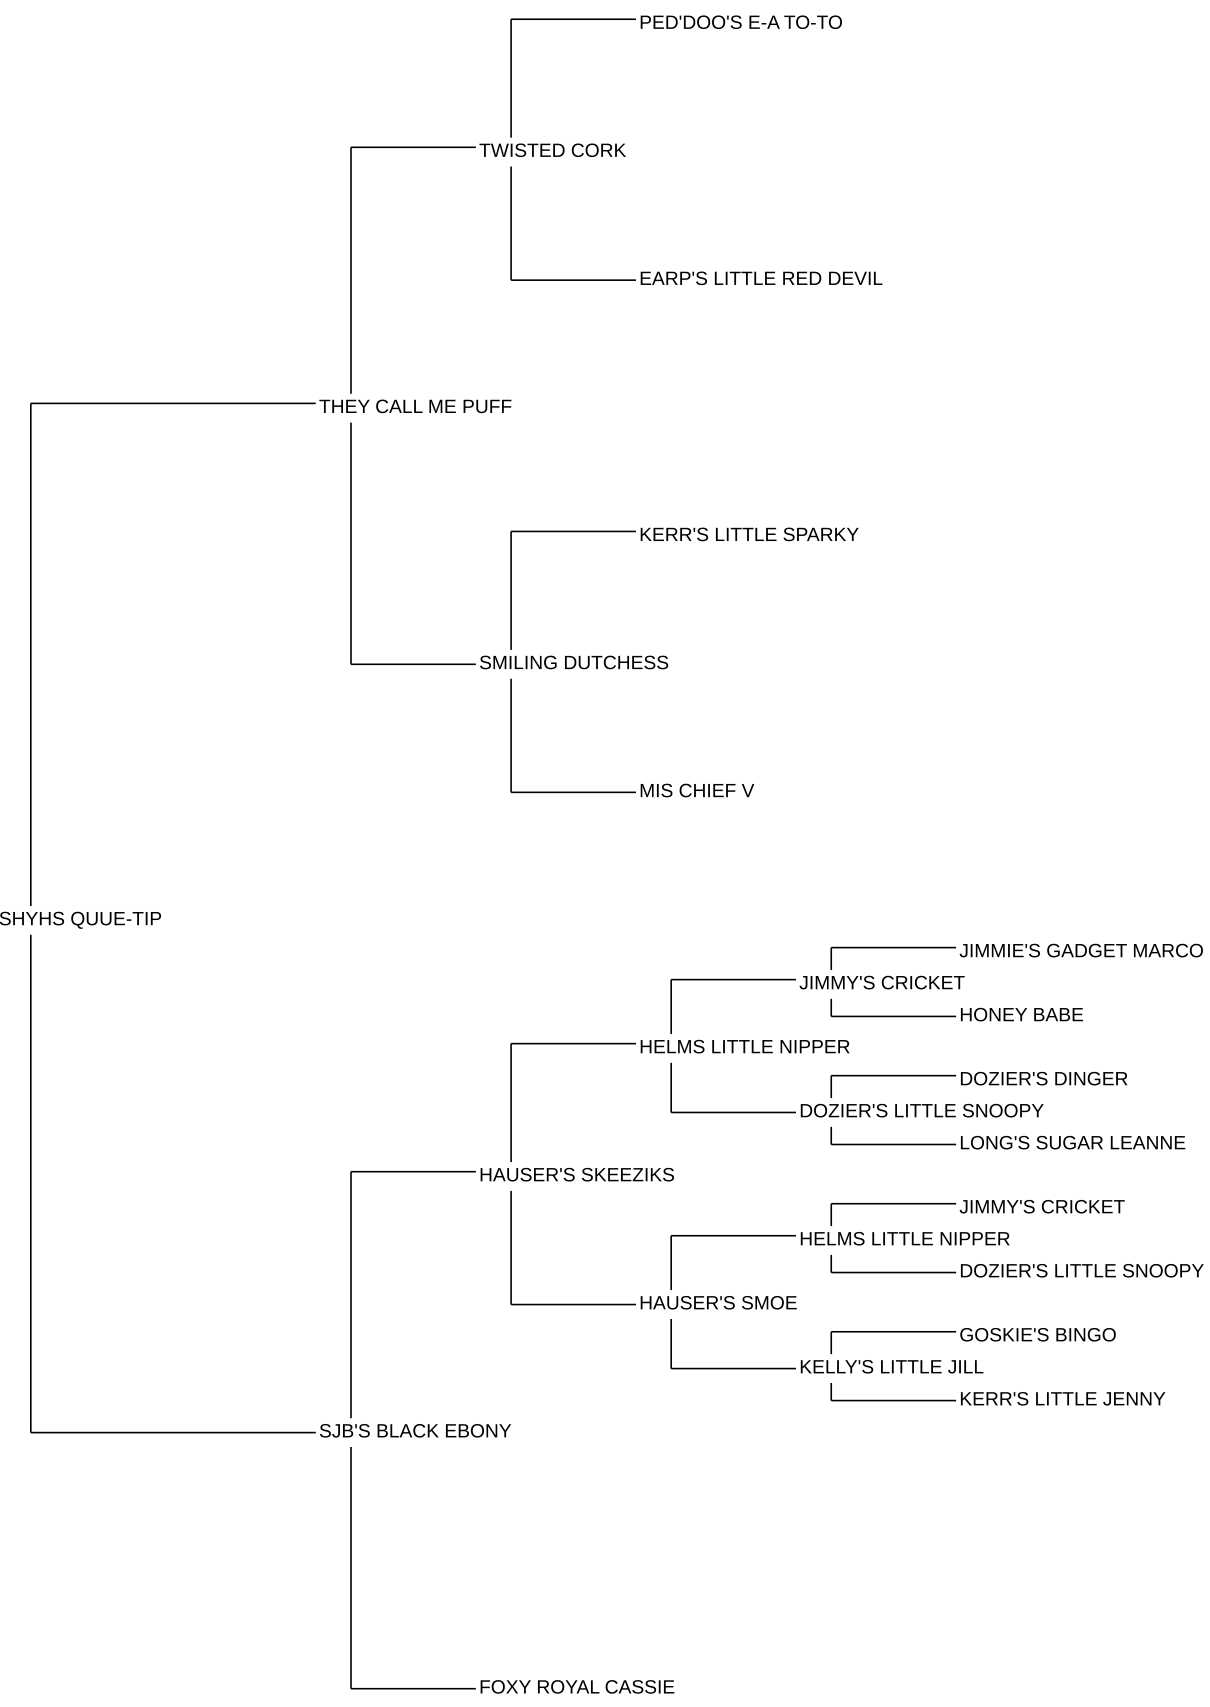 PED'DOO'S E-A TO-TO
TWISTED CORK
EARP'S LITTLE RED DEVIL
THEY CALL ME PUFF
KERR'S LITTLE SPARKY
SMILING DUTCHESS
MIS CHIEF V
SHYHS QUUE-TIP
JIMMIE'S GADGET MARCO
JIMMY'S CRICKET
HONEY BABE
HELMS LITTLE NIPPER
DOZIER'S DINGER
DOZIER'S LITTLE SNOOPY
LONG'S SUGAR LEANNE
HAUSER'S SKEEZIKS
JIMMY'S CRICKET
HELMS LITTLE NIPPER
DOZIER'S LITTLE SNOOPY
HAUSER'S SMOE
GOSKIE'S BINGO
KELLY'S LITTLE JILL
KERR'S LITTLE JENNY
SJB'S BLACK EBONY
FOXY ROYAL CASSIE